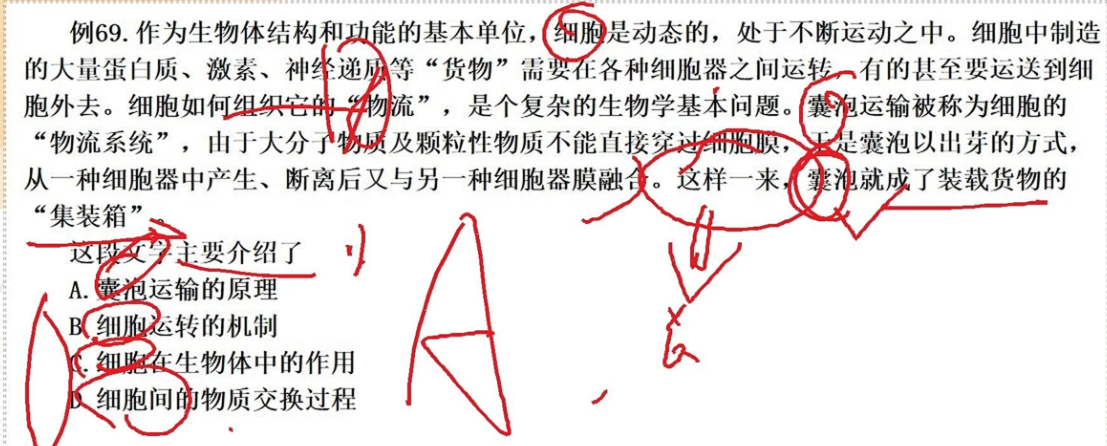 例69.作为生物体结构和功能的基本单位，细胞是动态的，处于不断运动之中。细胞中制造
的大量蛋白质、激素、神经递质等“货物”需要在各种细胞器之间运转，有的甚至要运送到细
胞外去。细胞如何组织它的“物流”，是个复杂的生物学基本问题。囊泡运输被称为细胞的
“物流系统”，由于大分子物质及颗粒性物质不能直接穿过细胞膜，于是囊泡以出芽的方式，
从一种细胞器中产生、断离后又与另一种细胞器膜融合。这样一来，囊泡就成了装载货物的
“集装箱”。
这段文字主要介绍了
A.囊泡运输的原理
B.细胞运转的机制
C.细胞在生物体中的作用
D.细胞间的物质交换过程
A